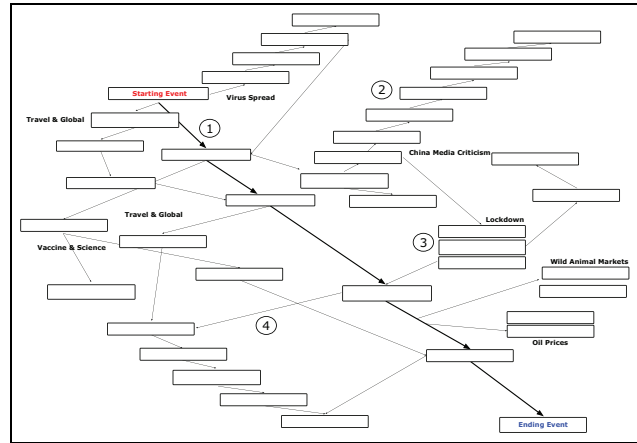 2
Starting Event
Virus Spread
Travel & Global
1
China Media Criticism
Travel & Global
Lockdown
Vaccine & Science
3
Wild Animal Markets
4
Oil Prices
Ending Event